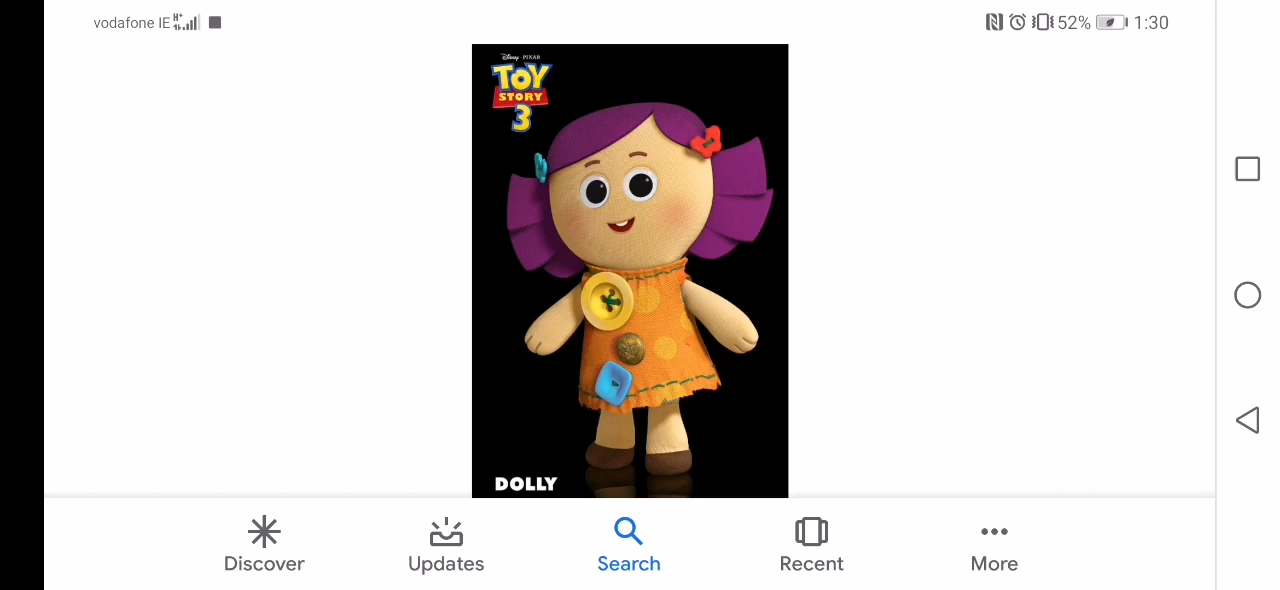 vodafone IE
52%
1:30
Disney · PIXAR
TOY
STORY
3
DOLLY
Discover
Updates
Search
Recent
More